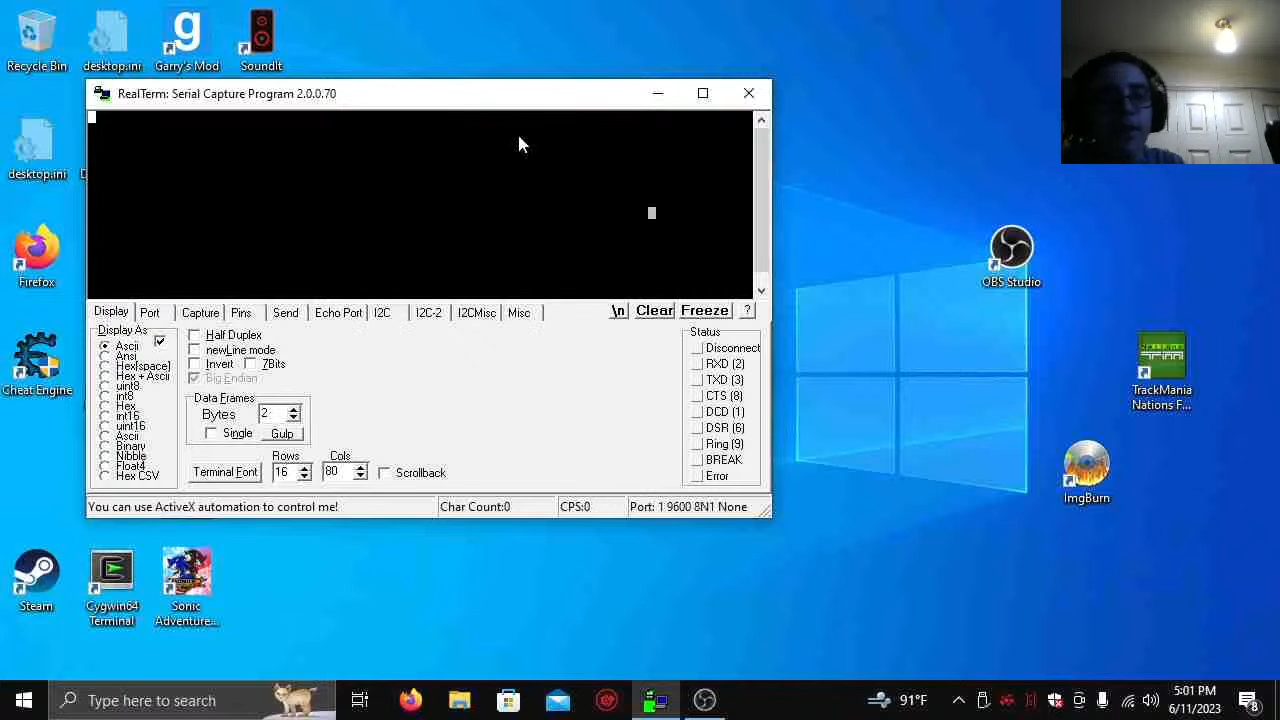 Recycle Bin
desktop.ini
Garry's Mod
SoundIt
RealTerm: Serial Capture Program 2.0.0.70
desktop.ini
Firefox
Cheat Engine
Display
Port
Capture
Pins
Send
Echo Port
I2C
I2C-2
I2CMisc
Misc
\n
Clear
Freeze
?
Display As
Ascii
Ansi
Hex[space]
Hex + Ascii
uint8
int8
Hex
int16
uint16
Ascii
Binary
Nibble
Float4
Hex CSV
Half Duplex
newLine mode
Invert
7Bits
Big Endian
Data Frames
Bytes
2
Single
Gulp
Rows
Cols
Terminal Font
16
80
Scrollback
Status
Disconnect
RXD (2)
TXD (3)
CTS (8)
DCD (1)
DSR (6)
Ring (9)
BREAK
Error
You can use ActiveX automation to control me!
Char Count:0
CPS:0
Port: 1 9600 8N1 None
OBS Studio
TrackMania
Nations F...
ImgBurn
Steam
Cygwin64
Terminal
Sonic
Adventure...
Type here to search
91°F
5:01 PM
6/11/2023
8